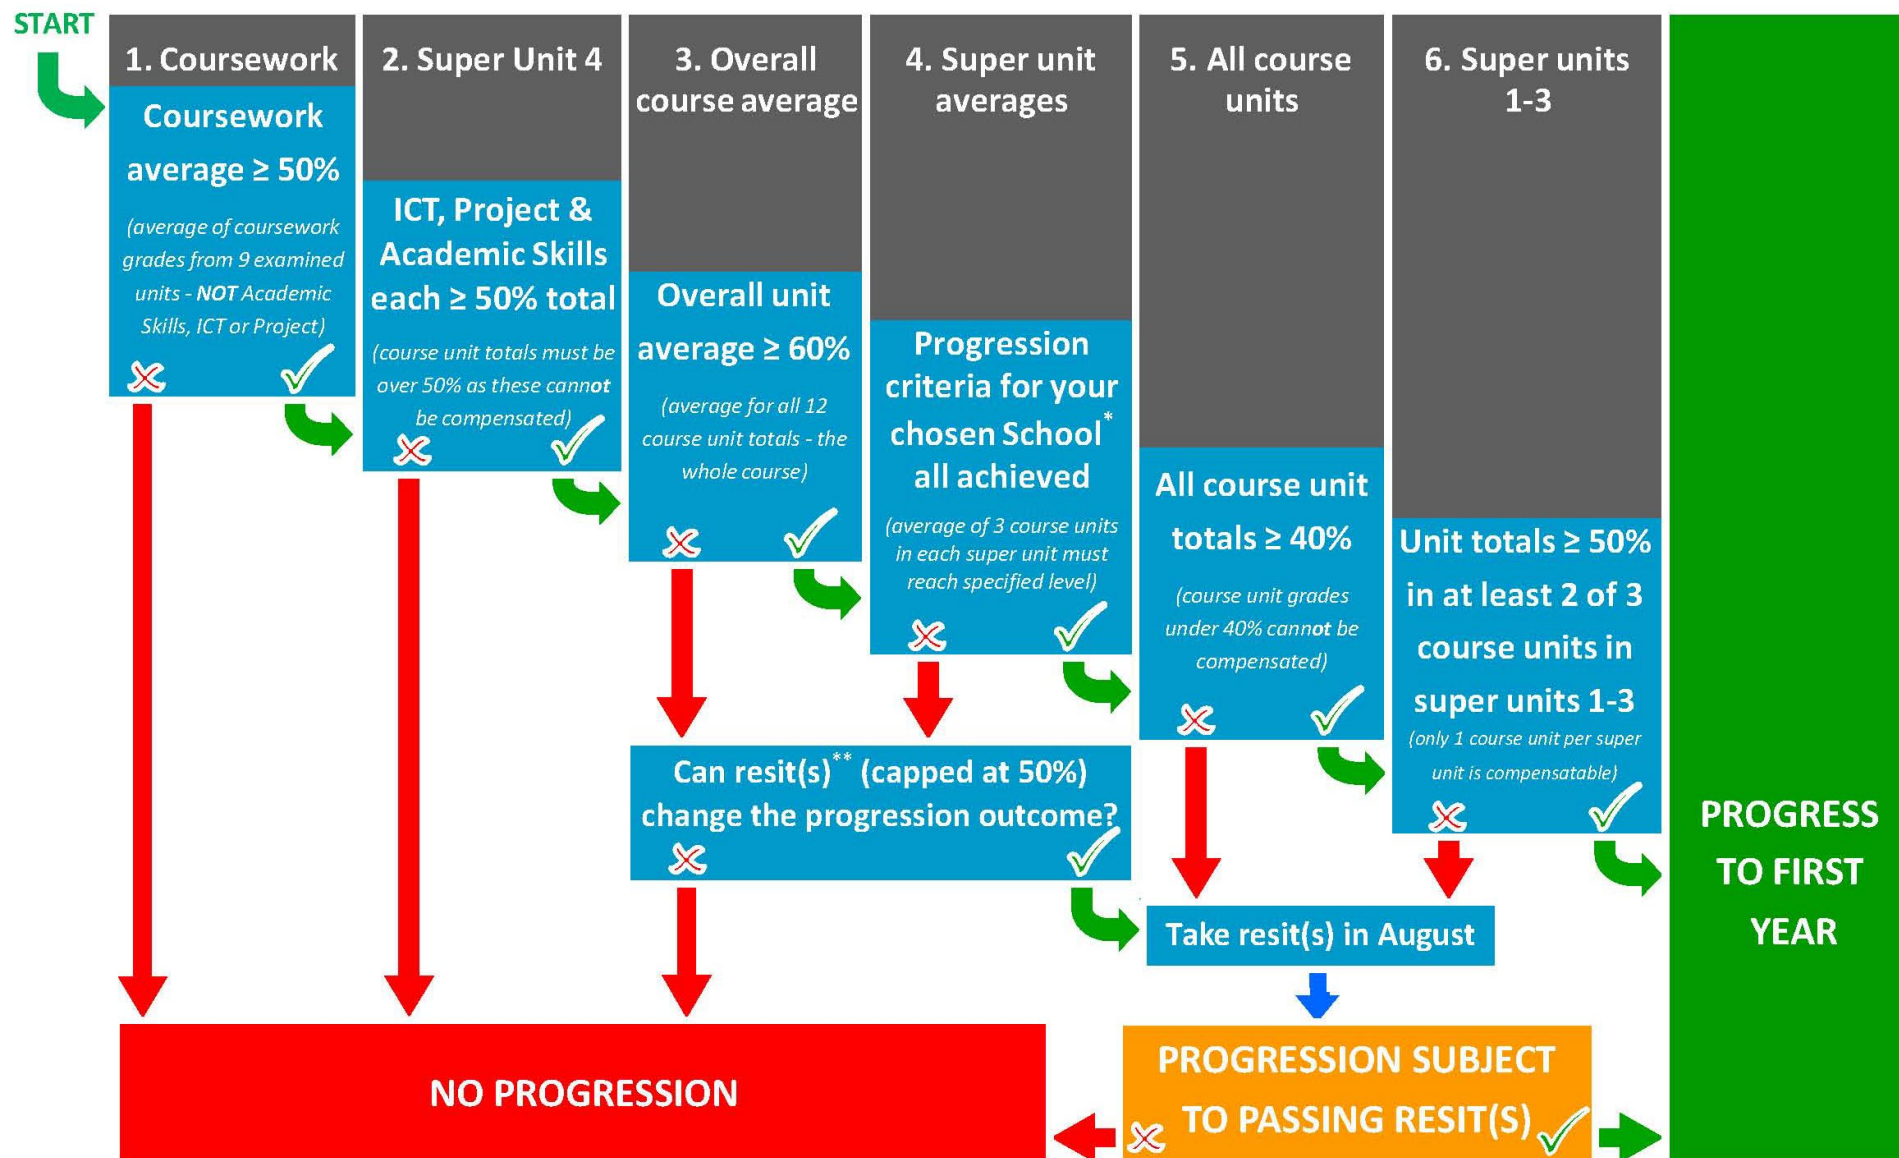 START
1. Coursework
Coursework
average ≥ 50%
(average of coursework
grades from 9 examined
units - NOT Academic
Skills, ICT or Project)
2. Super Unit 4
ICT, Project &
Academic Skills
each ≥ 50% total
(course unit totals must be
over 50% as these cannot
be compensated)
3. Overall
course average
Overall unit
average ≥ 60%
(average for all 12
course unit totals - the
whole course)
4. Super unit
averages
Progression
criteria for your
chosen School*
all achieved
(average of 3 course units
in each super unit must
reach specified level)
5. All course
units
All course unit
totals ≥ 40%
(course unit grades
under 40% cannot be
compensated)
6. Super units
1-3
Unit totals ≥ 50%
in at least 2 of 3
course units in
super units 1-3
(only 1 course unit per super
unit is compensatable)
Can resit(s)** (capped at 50%)
change the progression outcome?
Take resit(s) in August
NO PROGRESSION
PROGRESSION SUBJECT
TO PASSING RESIT(S)
PROGRESS
TO FIRST
YEAR